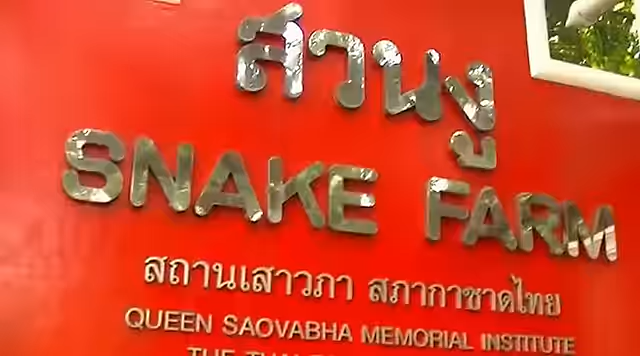 สวนงู
SNAKE FARM
สถานเสาวภา สภากาชาดไทย
QUEEN SAOVABHA MEMORIAL INSTITUTE
THE